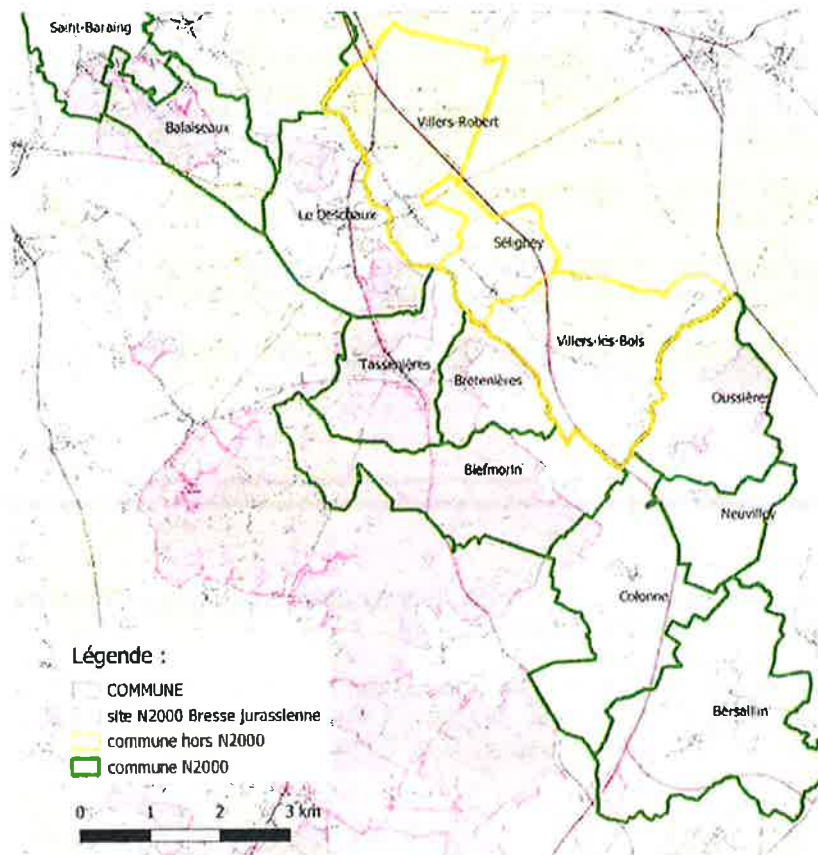 Saint-Baraing
Balaiseaux
Villers-Robert
Le Deschaux
Séligney
Villers-lès-Bois
Tassenières
Bretenières
Oussières
Biefmorin
Neuvilley
Colonne
Bersaillin
Légende :
COMMUNE
site N2000 Bresse Jurassienne
commune hors N2000
commune N2000
0 1 2 3 km